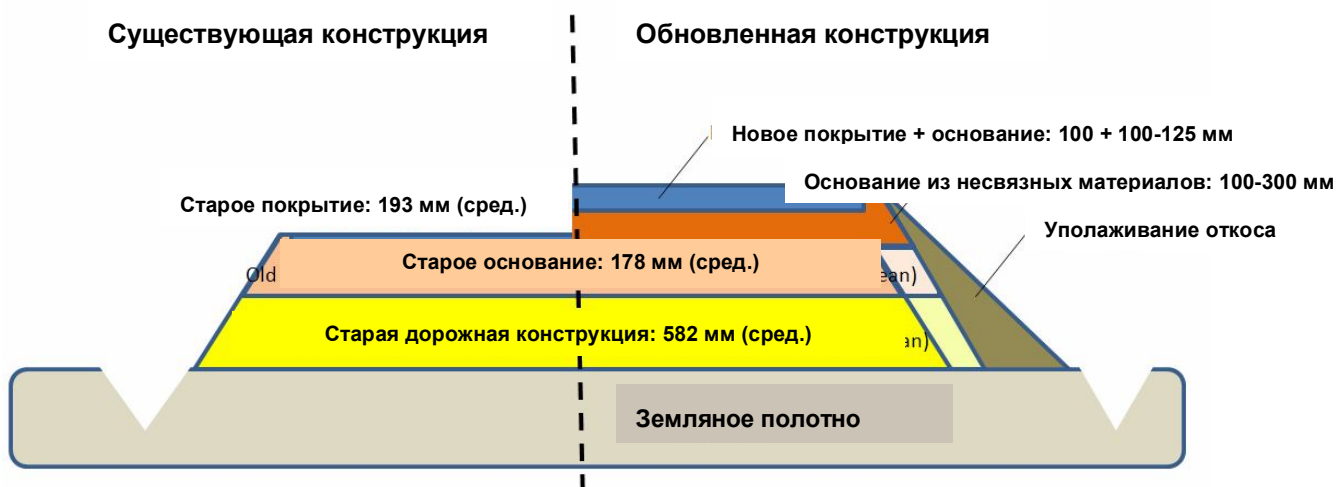 Существующая конструкция
Обновленная конструкция
Новое покрытие + основание: 100 + 100-125 мм
Основание из несвязных материалов: 100-300 мм
Старое покрытие: 193 мм (сред.)
Уполаживание откоса
Old
Старое основание: 178 мм (сред.)
ean)
Старая дорожная конструкция: 582 мм (сред.)
an)
Земляное полотно